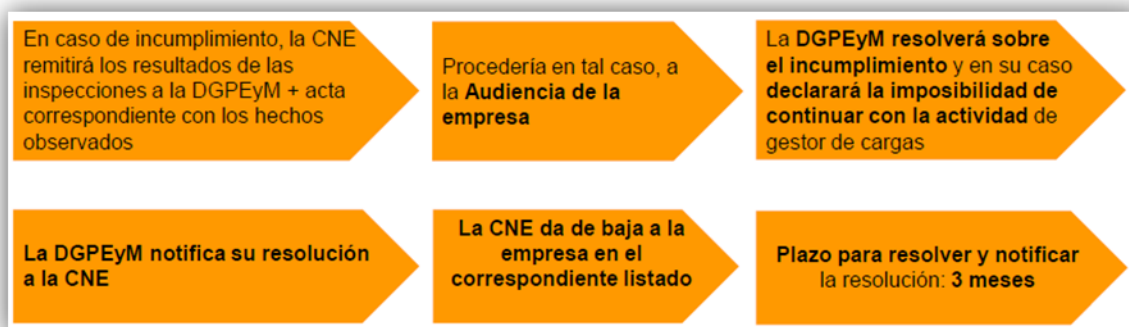 En caso de incumplimiento, la CNE
remitirá los resultados de las
inspecciones a la DGPEyM + acta
correspondiente con los hechos
observados
Procedería en tal caso, a
la Audiencia de la
empresa
La DGPEyM resolverá sobre
el incumplimiento y en su caso
declarará la imposibilidad de
continuar con la actividad de
gestor de cargas
La DGPEyM notifica su resolución
a la CNE
La CNE da de baja a la
empresa en el
correspondiente listado
Plazo para resolver y notificar
la resolución: 3 meses